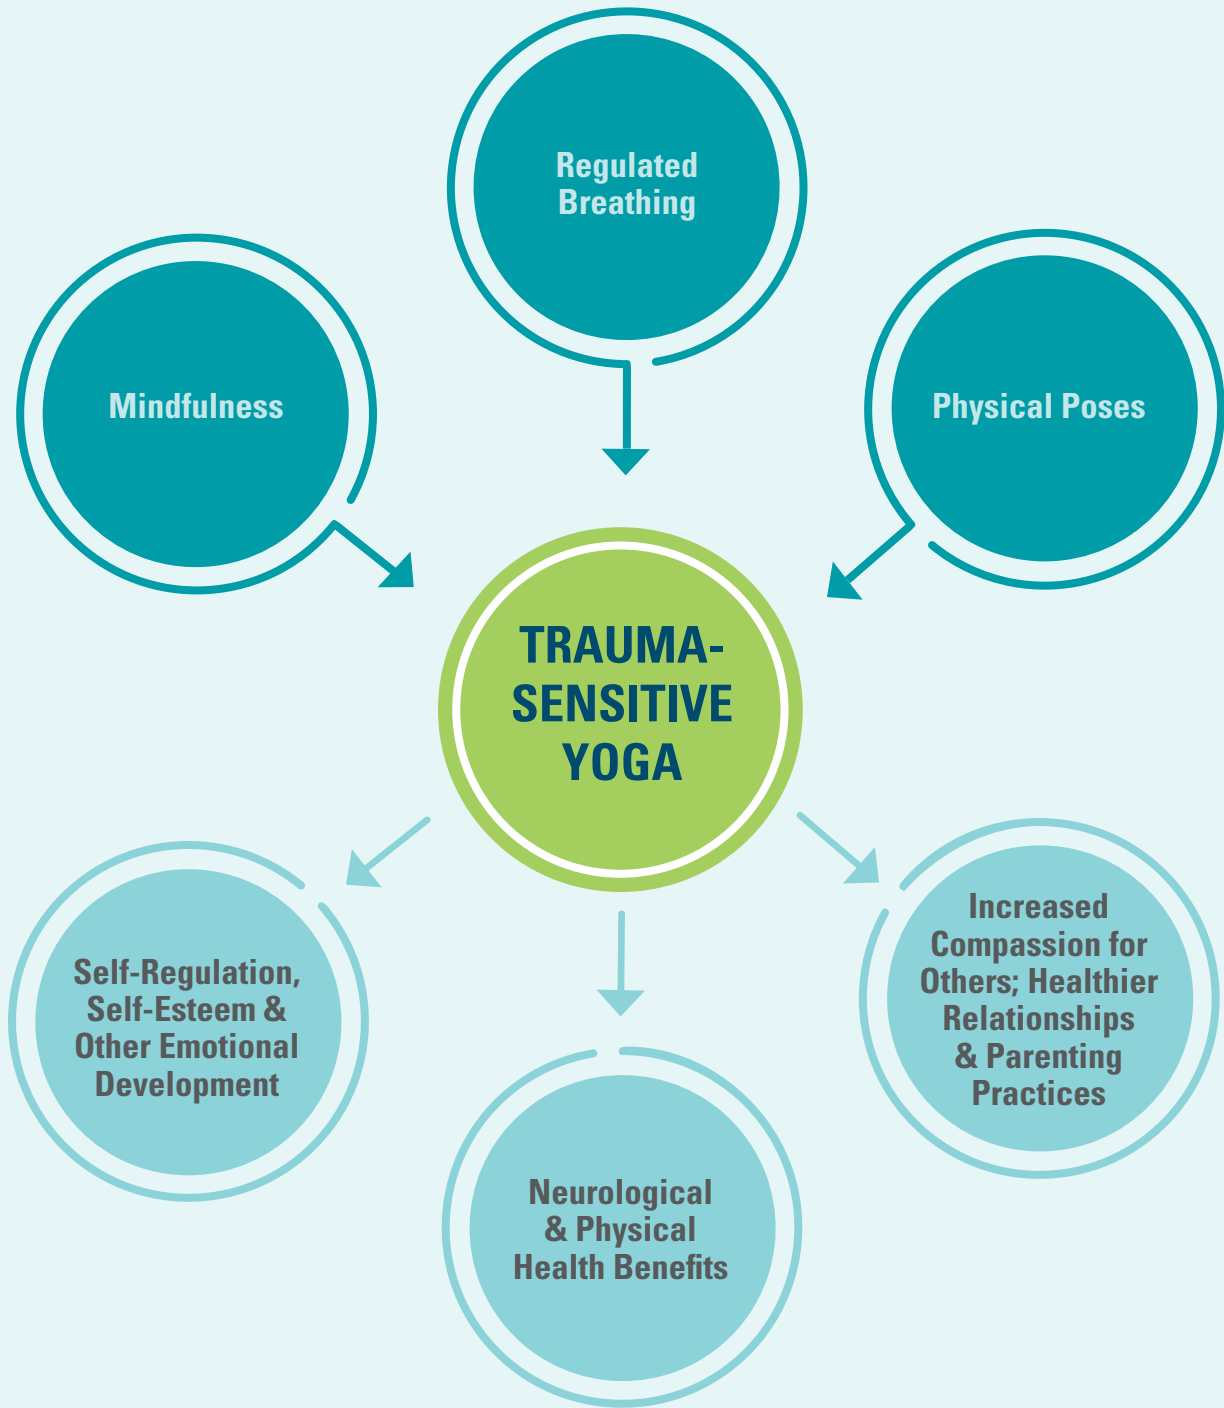 Regulated
Breathing
Mindfulness
Physical Poses
TRAUMA-
SENSITIVE
YOGA
Self-Regulation,
Self-Esteem &
Other Emotional
Development
Neurological
& Physical
Health Benefits
Increased
Compassion for
Others; Healthier
Relationships
& Parenting
Practices